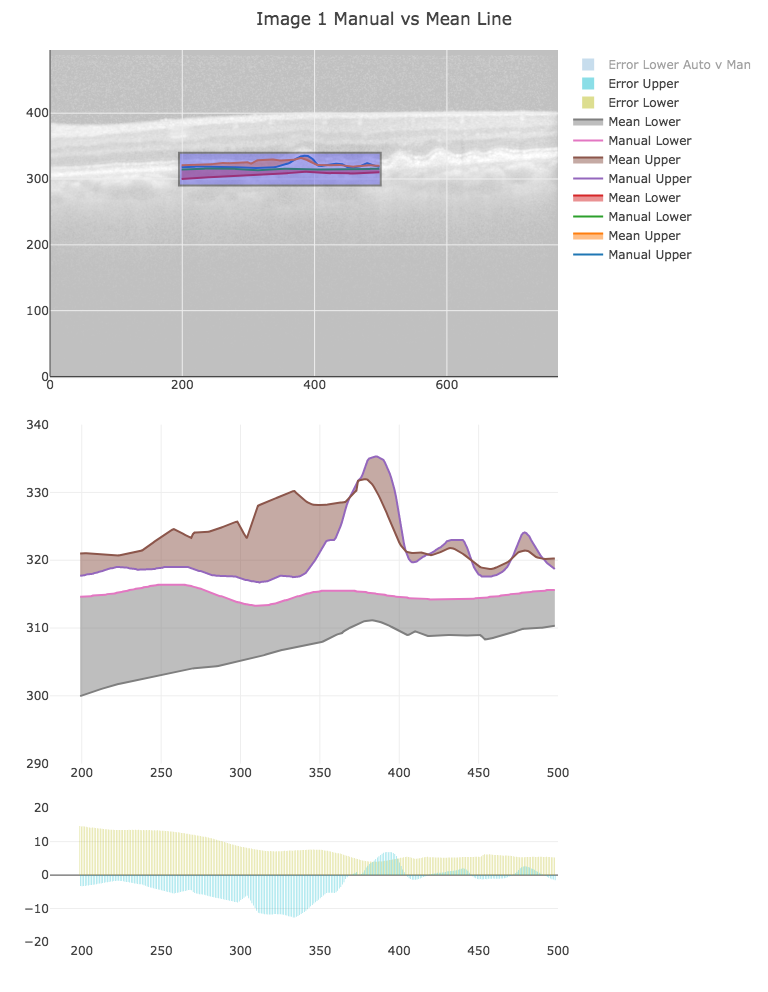 Image 1 Manual vs Mean Line
Error Lower Auto v Man
Error Upper
Error Lower
Mean Lower
Manual Lower
Mean Upper
Manual Upper
Mean Lower
Manual Lower
Mean Upper
Manual Upper
400
300
200
100
0
0 200 400 600
340
330
320
310
300
290
200 250 300 350 400 450 500
20
10
0
−10
−20
200 250 300 350 400 450 500